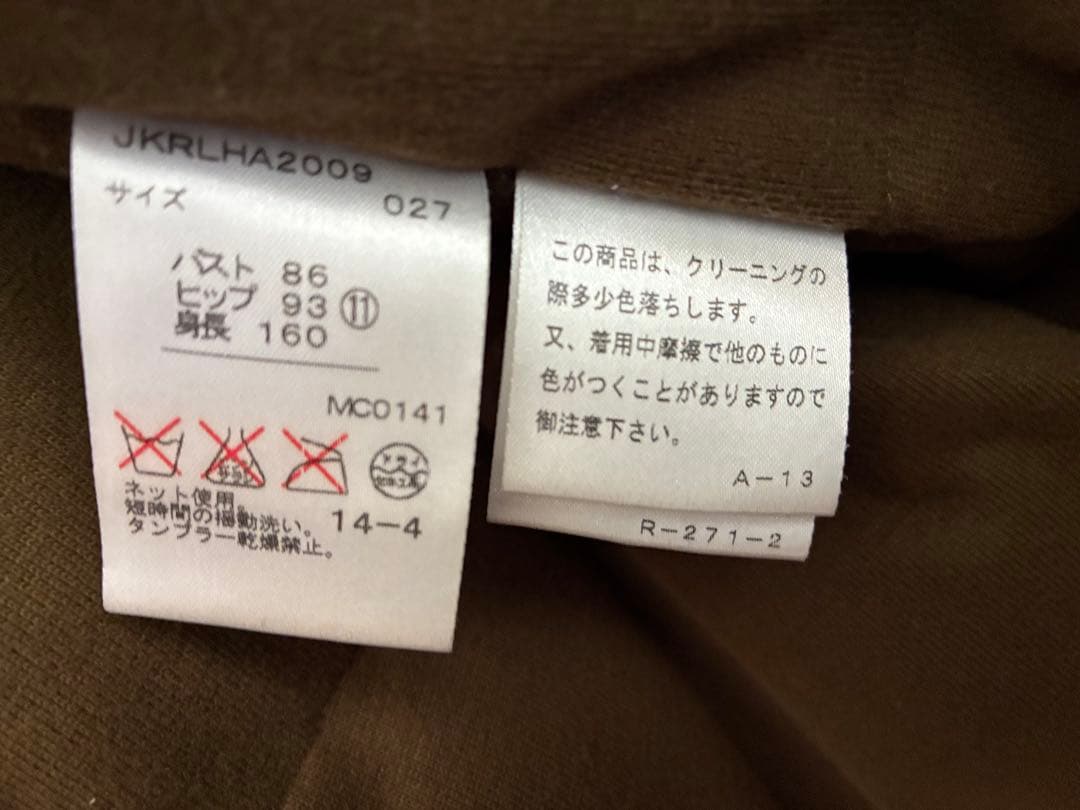 JKRLHA2009
サイズ 027
バスト 86
ヒップ 93 ⑪
身長 160
MC0141
ドライ
ネット使用。
短時間の揺動洗い。 14-4
タンブラー乾燥禁止。
この商品は、クリーニングの
際多少色落ちします。
又、着用中摩擦で他のものに
色がつくことがありますので
御注意下さい。
A-13
R-271-2